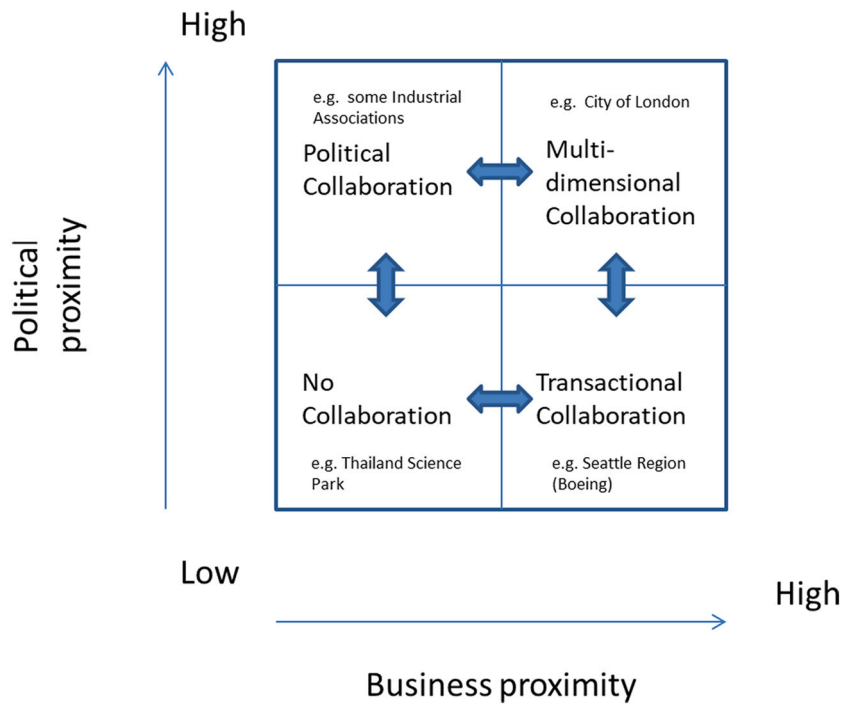 High
e.g. some Industrial
Associations
Political
Collaboration
e.g. City of London
Multi-
dimensional
Collaboration
Political
proximity
No
Collaboration
e.g. Thailand Science
Park
Transactional
Collaboration
e.g. Seattle Region
(Boeing)
Low
High
Business proximity